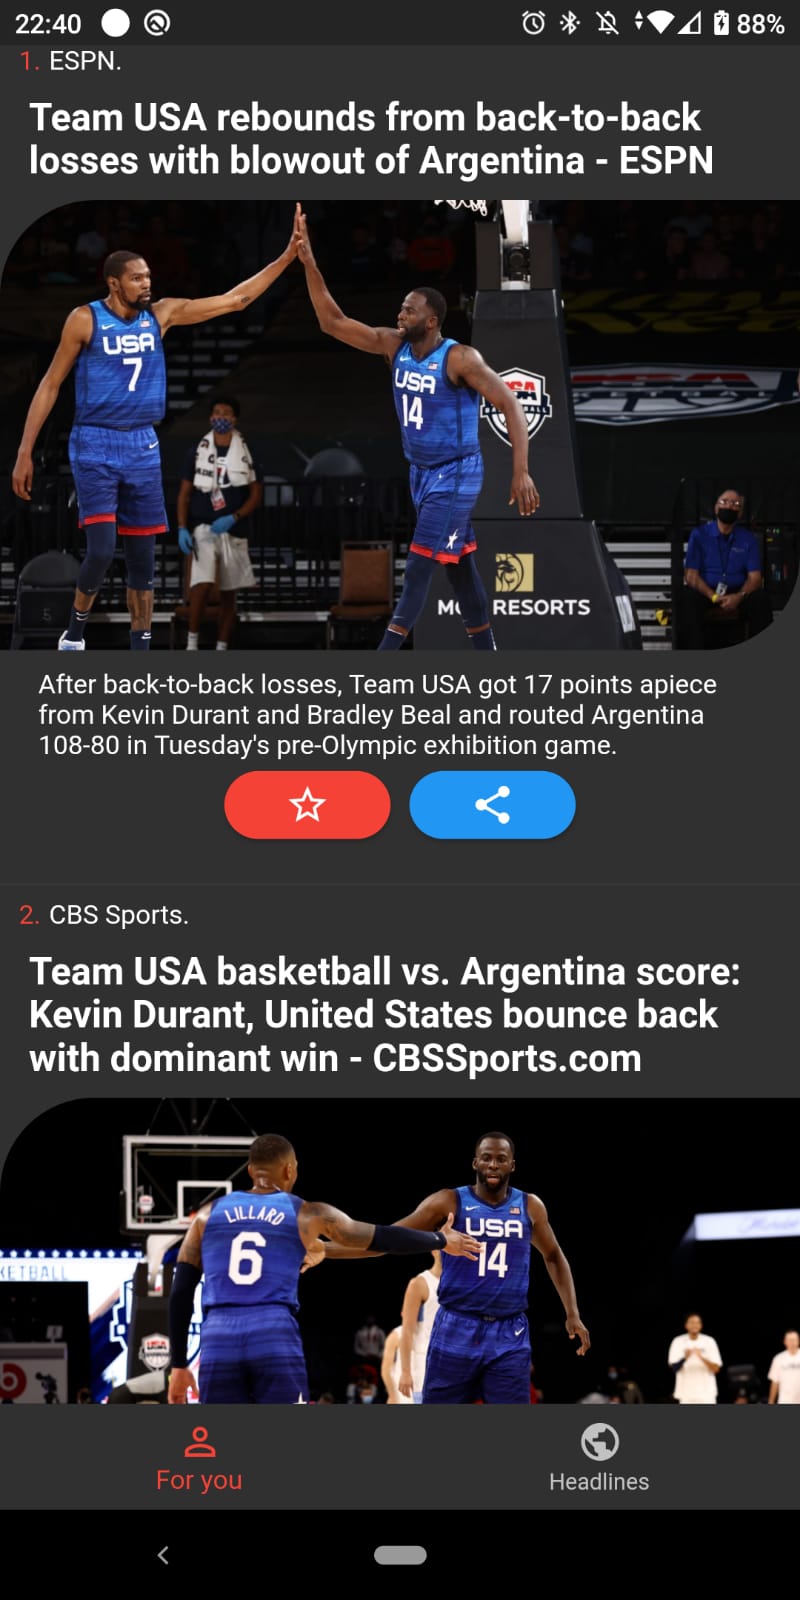 22:40
88%
1. ESPN.
Team USA rebounds from back-to-back
losses with blowout of Argentina - ESPN
USA
7
USA
14
USA
5
RESORTS
After back-to-back losses, Team USA got 17 points apiece
from Kevin Durant and Bradley Beal and routed Argentina
108-80 in Tuesday's pre-Olympic exhibition game.
2. CBS Sports.
Team USA basketball vs. Argentina score:
Kevin Durant, United States bounce back
with dominant win - CBSSports.com
LILLARD
6
USA
14
KETBALL
USA
For you
Headlines